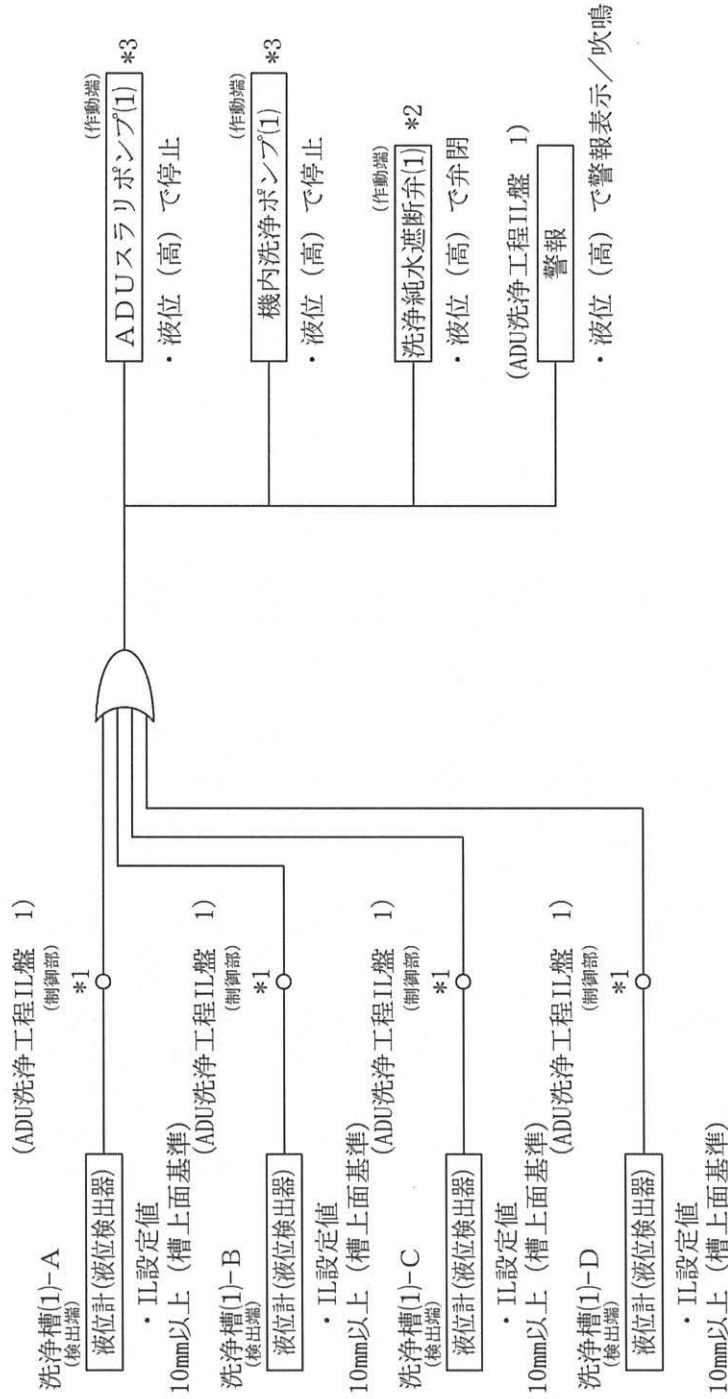 洗浄槽(1)-A
(検出端)
液位計(液位検出器)
・IL設定値
10mm以上（槽上面基準）
(ADU洗浄工程IL盤　1)
(制御部)
*1
洗浄槽(1)-B
(検出端)
液位計(液位検出器)
・IL設定値
10mm以上（槽上面基準）
(ADU洗浄工程IL盤　1)
(制御部)
*1
洗浄槽(1)-C
(検出端)
液位計(液位検出器)
・IL設定値
10mm以上（槽上面基準）
(ADU洗浄工程IL盤　1)
(制御部)
*1
洗浄槽(1)-D
(検出端)
液位計(液位検出器)
・IL設定値
10mm以上（槽上面基準）
(ADU洗浄工程IL盤　1)
(制御部)
*1
(作動端)
ADUスラリポンプ(1)
*3
・液位（高）で停止
(作動端)
機内洗浄ポンプ(1)
*3
・液位（高）で停止
(作動端)
洗浄純水遮断弁(1)
*2
・液位（高）で弁閉
(ADU洗浄工程IL盤　1)
警報
・液位（高）で警報表示／吹鳴